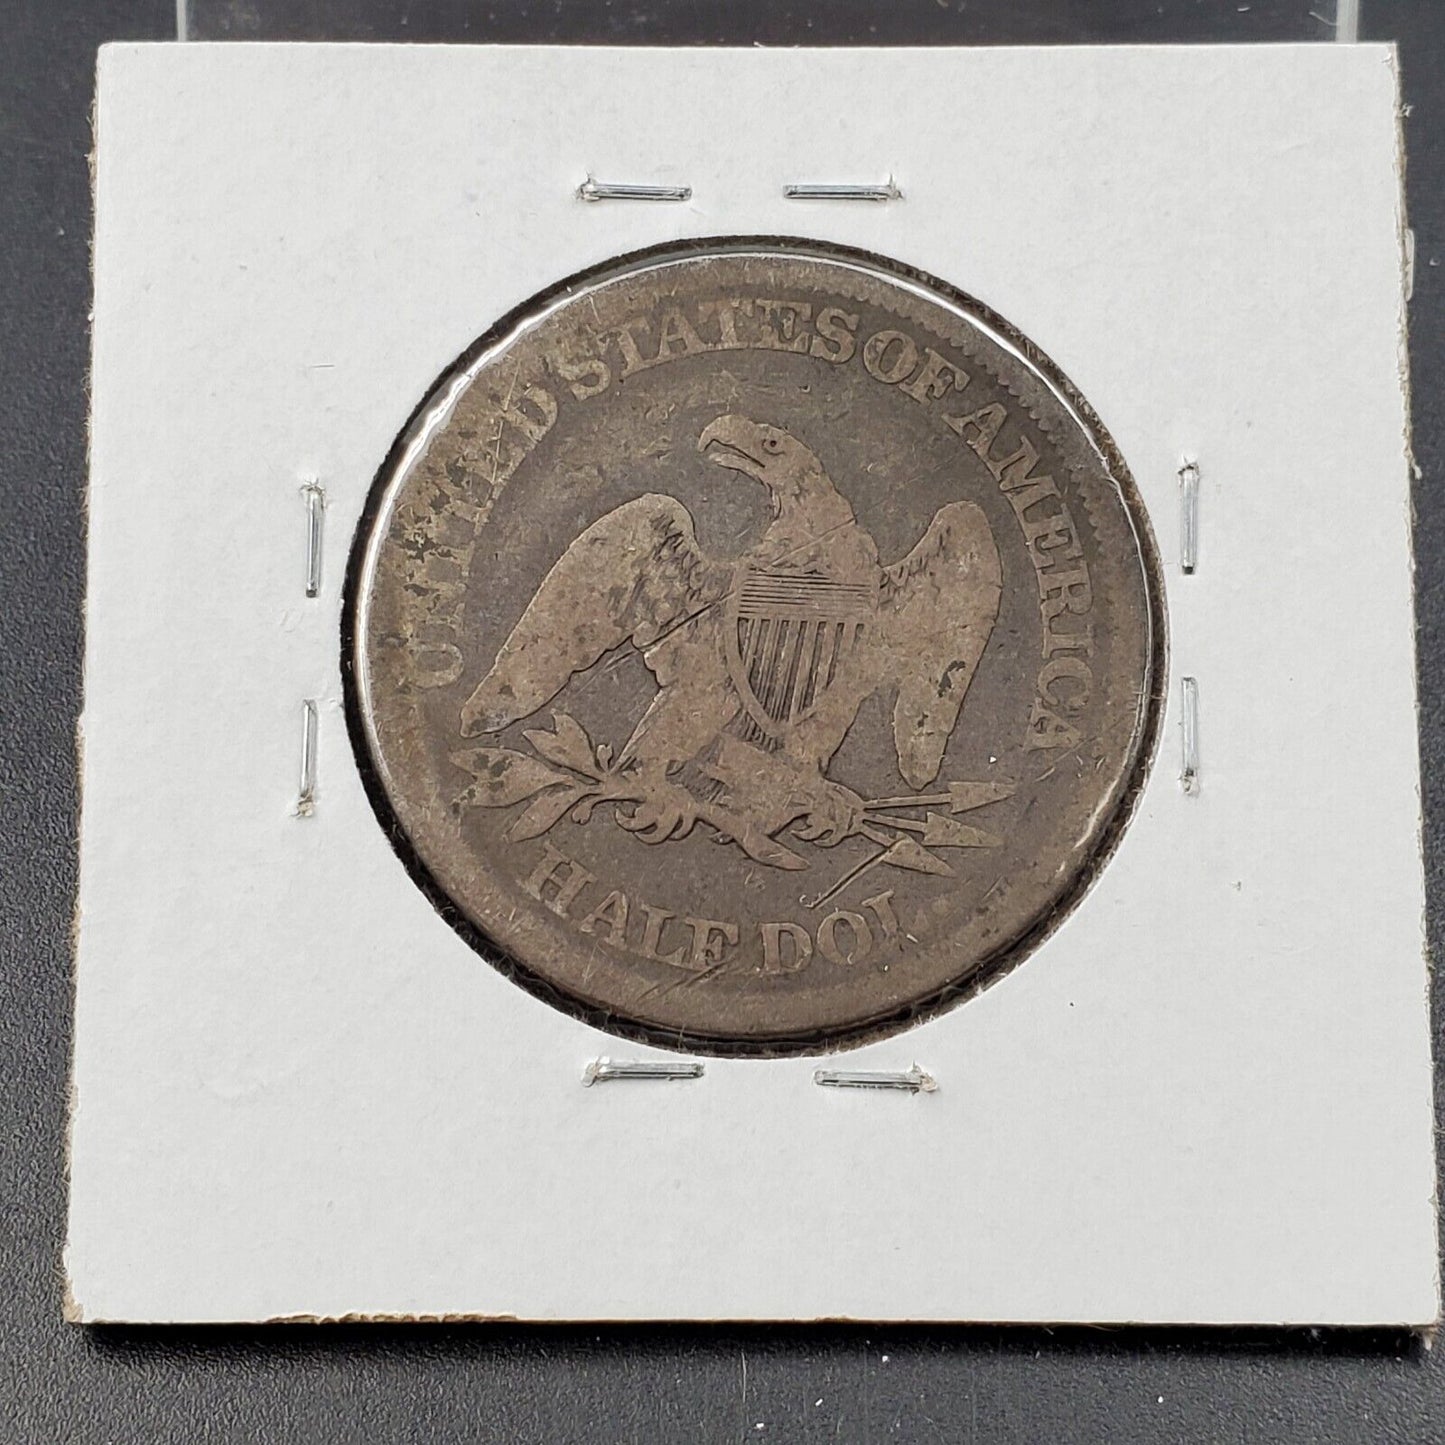 UNITED STATES OF AMERICA
HALF DOL.